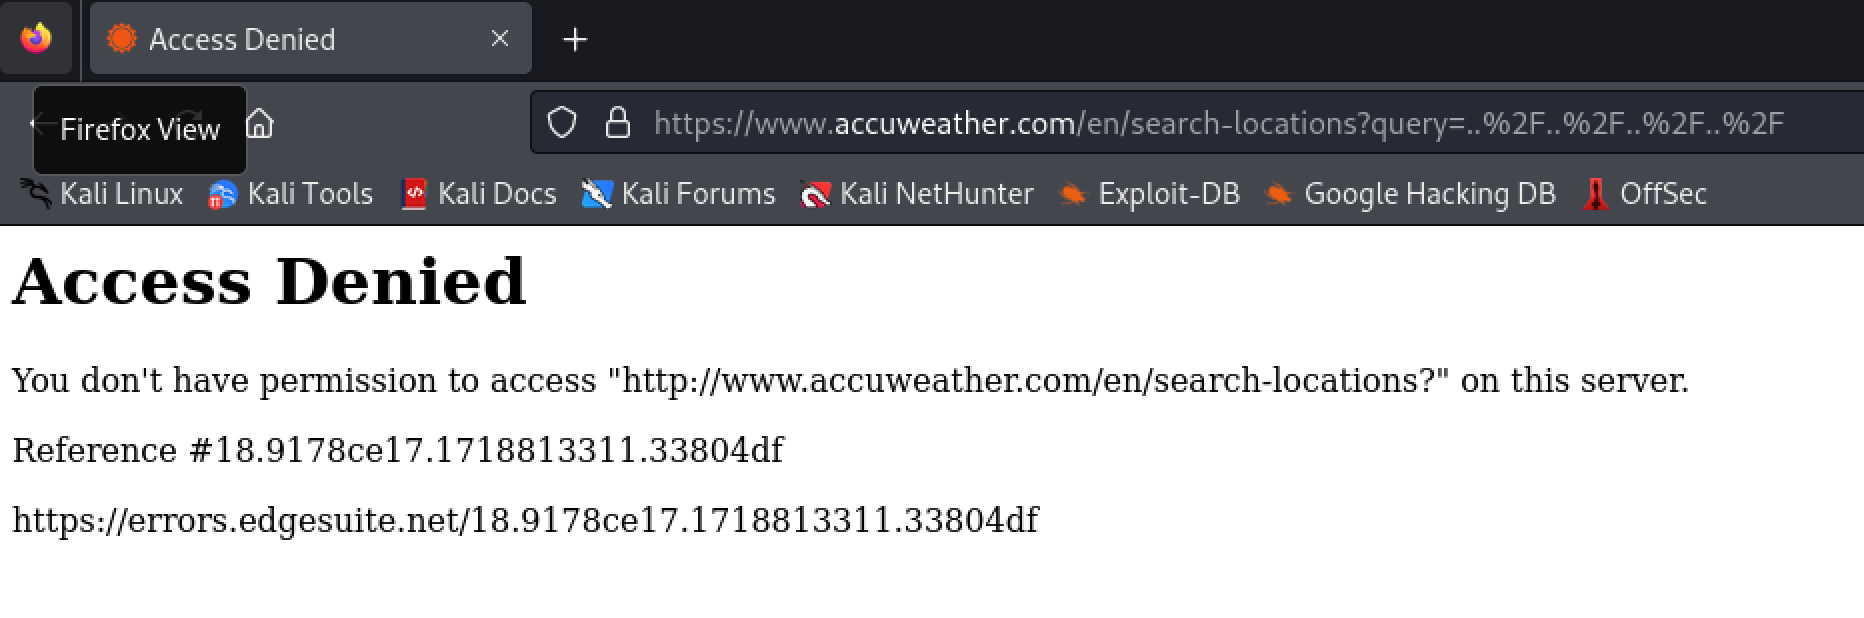 Access Denied
Firefox View
https://www.accuweather.com/en/search-locations?query=..%2F..%2F..%2F..%2F
Kali Linux Kali Tools Kali Docs Kali Forums Kali NetHunter Exploit-DB Google Hacking DB OffSec
Access Denied
You don't have permission to access "http://www.accuweather.com/en/search-locations?" on this server.
Reference #18.9178ce17.1718813311.33804df
https://errors.edgesuite.net/18.9178ce17.1718813311.33804df